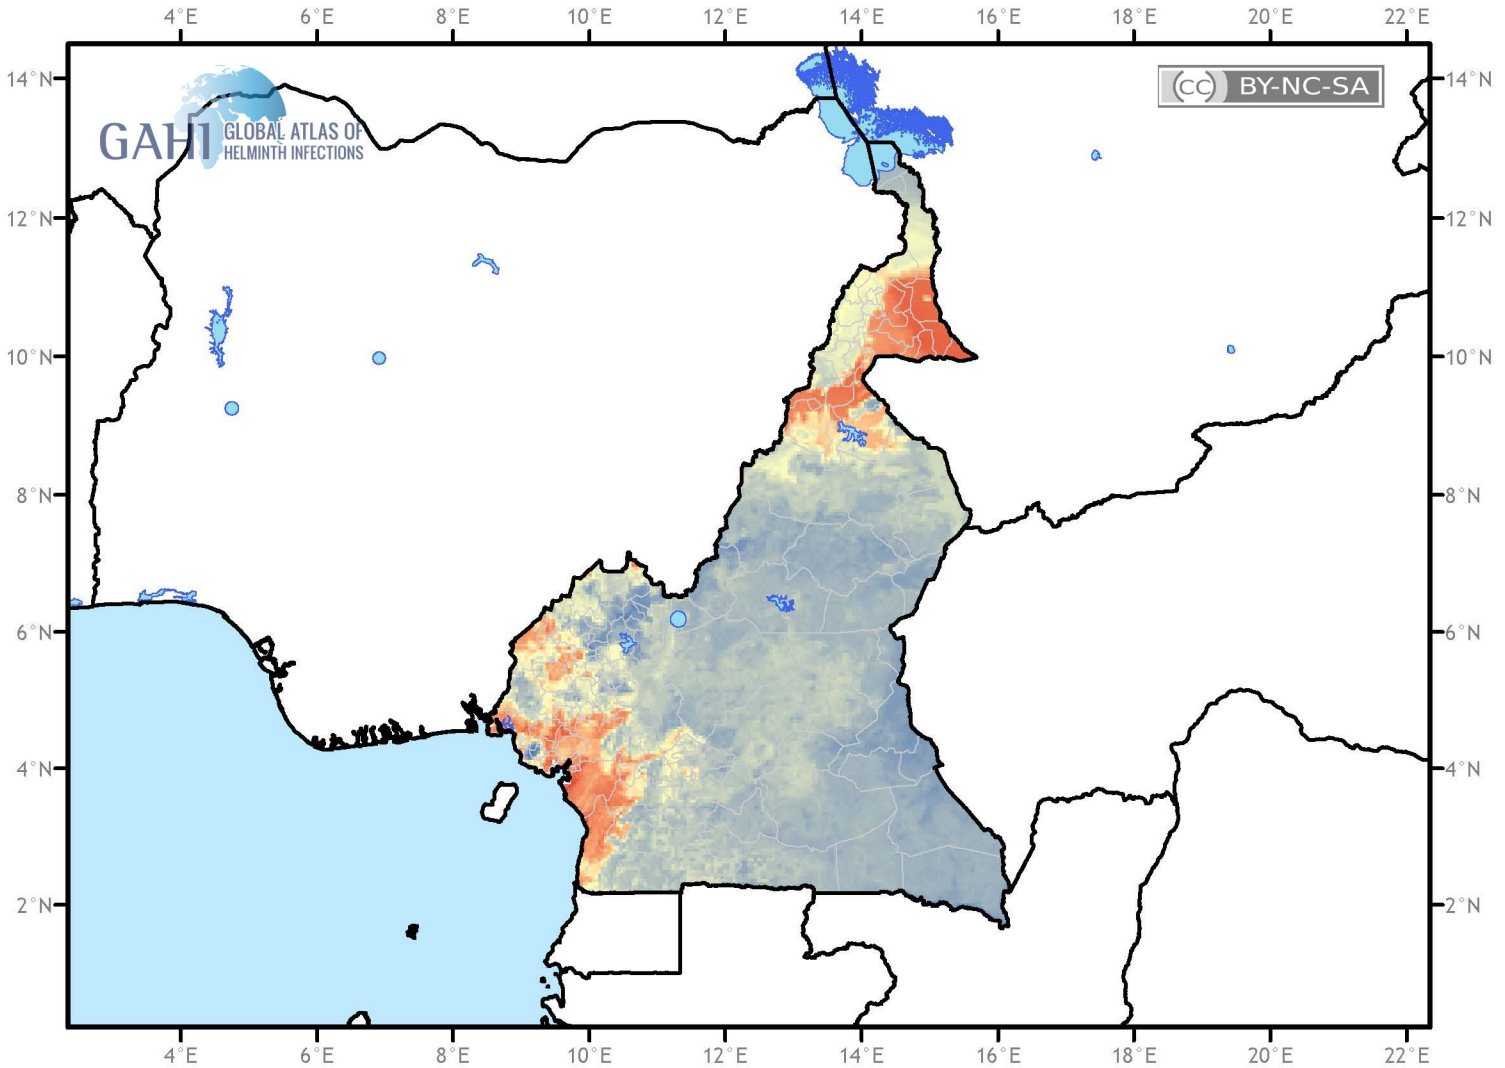 4°E 6°E 8°E 10°E 12°E 14°E 16°E 18°E 20°E 22°E
14°N 14°N
GAHI GLOBAL ATLAS OF
HELMINTH INFECTIONS
(cc) BY-NC-SA
12°N 12°N
10°N 10°N
8°N 8°N
6°N 6°N
4°N 4°N
2°N 2°N
4°E 6°E 8°E 10°E 12°E 14°E 16°E 18°E 20°E 22°E